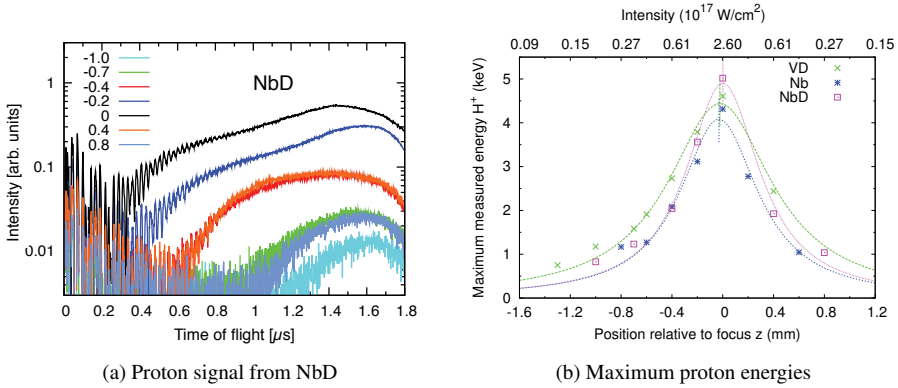 -1.0
-0.7
-0.4
-0.2
0
0.4
0.8
NbD
1
0.1
0.01
Intensity [arb. units]
0 0.2 0.4 0.6 0.8 1 1.2 1.4 1.6 1.8
Time of flight [μs]
(a) Proton signal from NbD
Intensity (10^17 W/cm^2)
0.09 0.15 0.27 0.61 2.60 0.61 0.27 0.15
VD
Nb
NbD
5
4
3
2
1
0
Maximum measured energy H^+ (keV)
-1.6 -1.2 -0.8 -0.4 0 0.4 0.8 1.2
Position relative to focus z (mm)
(b) Maximum proton energies